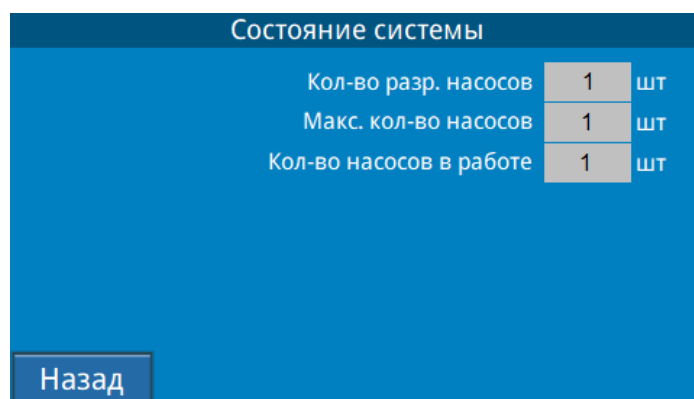 Состояние системы
Кол-во разр. насосов 1 шт
Макс. кол-во насосов 1 шт
Кол-во насосов в работе 1 шт
Назад